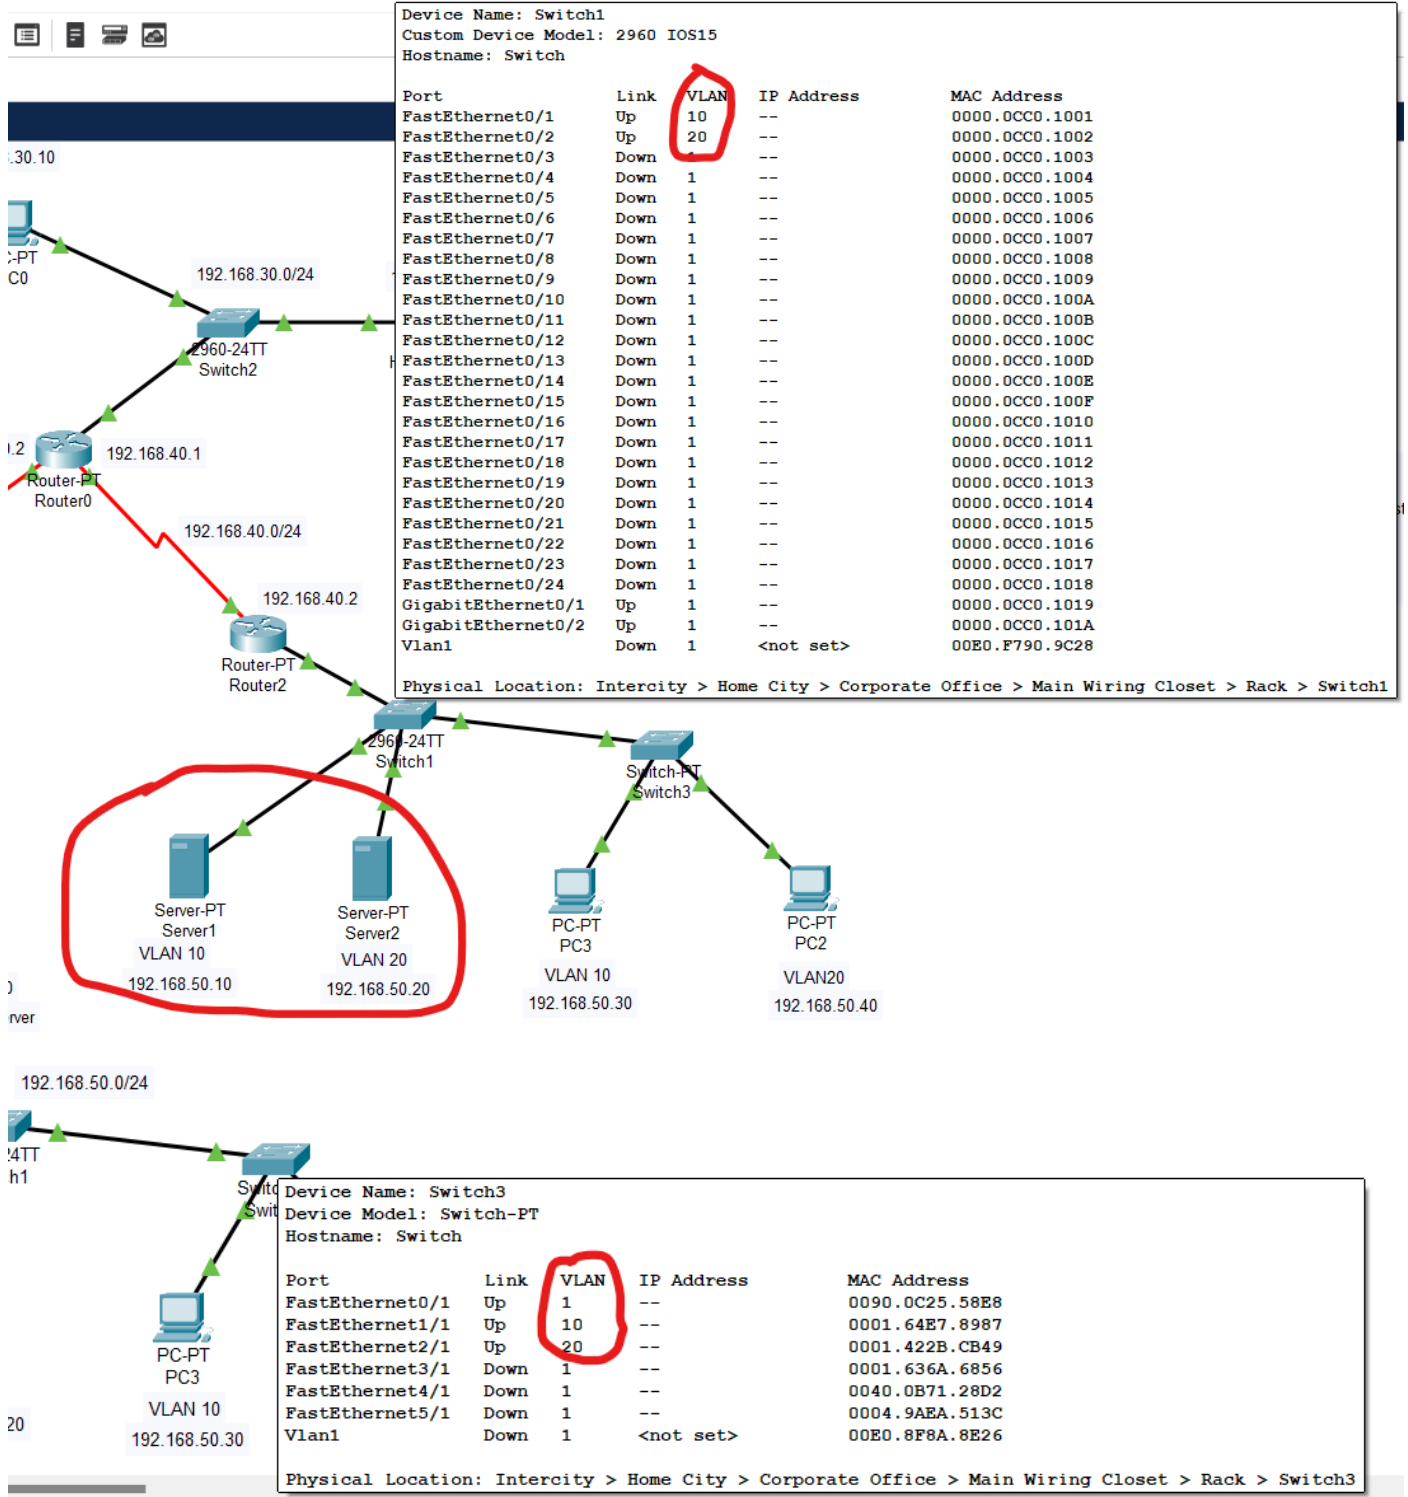 Device Name: Switch1
Custom Device Model: 2960 IOS15
Hostname: Switch
Port Link VLAN IP Address MAC Address
FastEthernet0/1 Up 10 -- 0000.0CC0.1001
FastEthernet0/2 Up 20 -- 0000.0CC0.1002
FastEthernet0/3 Down 1 -- 0000.0CC0.1003
FastEthernet0/4 Down 1 -- 0000.0CC0.1004
FastEthernet0/5 Down 1 -- 0000.0CC0.1005
FastEthernet0/6 Down 1 -- 0000.0CC0.1006
FastEthernet0/7 Down 1 -- 0000.0CC0.1007
FastEthernet0/8 Down 1 -- 0000.0CC0.1008
FastEthernet0/9 Down 1 -- 0000.0CC0.1009
FastEthernet0/10 Down 1 -- 0000.0CC0.100A
FastEthernet0/11 Down 1 -- 0000.0CC0.100B
FastEthernet0/12 Down 1 -- 0000.0CC0.100C
FastEthernet0/13 Down 1 -- 0000.0CC0.100D
FastEthernet0/14 Down 1 -- 0000.0CC0.100E
FastEthernet0/15 Down 1 -- 0000.0CC0.100F
FastEthernet0/16 Down 1 -- 0000.0CC0.1010
FastEthernet0/17 Down 1 -- 0000.0CC0.1011
FastEthernet0/18 Down 1 -- 0000.0CC0.1012
FastEthernet0/19 Down 1 -- 0000.0CC0.1013
FastEthernet0/20 Down 1 -- 0000.0CC0.1014
FastEthernet0/21 Down 1 -- 0000.0CC0.1015
FastEthernet0/22 Down 1 -- 0000.0CC0.1016
FastEthernet0/23 Down 1 -- 0000.0CC0.1017
FastEthernet0/24 Down 1 -- 0000.0CC0.1018
GigabitEthernet0/1 Up 1 -- 0000.0CC0.1019
GigabitEthernet0/2 Up 1 -- 0000.0CC0.101A
Vlan1 Down 1 <not set> 00E0.F790.9C28
Physical Location: Intercity > Home City > Corporate Office > Main Wiring Closet > Rack > Switch1
.30.10
C-PT
C0
192.168.30.0/24
2960-24TT
Switch2
0.2
192.168.40.1
Router-PT
Router0
192.168.40.0/24
192.168.40.2
Router-PT
Router2
2960-24TT
Switch1
Switch-PT
Switch3
Server-PT
Server1
VLAN 10
192.168.50.10
Server-PT
Server2
VLAN 20
192.168.50.20
PC-PT
PC3
VLAN 10
192.168.50.30
PC-PT
PC2
VLAN20
192.168.50.40
rver
192.168.50.0/24
24TT
h1
Switc
Swit
PC-PT
PC3
VLAN 10
192.168.50.30
20
Device Name: Switch3
Device Model: Switch-PT
Hostname: Switch
Port Link VLAN IP Address MAC Address
FastEthernet0/1 Up 1 -- 0090.0C25.58E8
FastEthernet1/1 Up 10 -- 0001.64E7.8987
FastEthernet2/1 Up 20 -- 0001.422B.CB49
FastEthernet3/1 Down 1 -- 0001.636A.6856
FastEthernet4/1 Down 1 -- 0040.0B71.28D2
FastEthernet5/1 Down 1 -- 0004.9AEA.513C
Vlan1 Down 1 <not set> 00E0.8F8A.8E26
Physical Location: Intercity > Home City > Corporate Office > Main Wiring Closet > Rack > Switch3